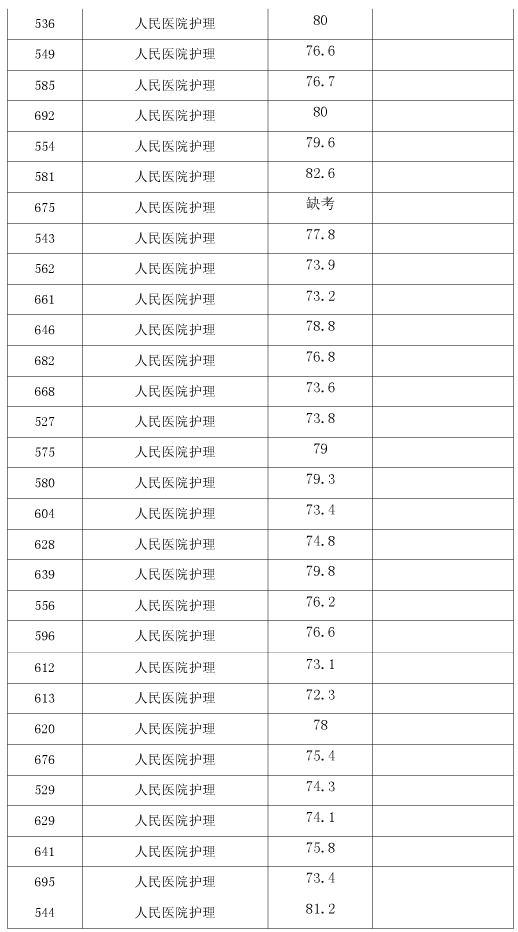 536 人民医院护理 80
549 人民医院护理 76.6
585 人民医院护理 76.7
692 人民医院护理 80
554 人民医院护理 79.6
581 人民医院护理 82.6
675 人民医院护理 缺考
543 人民医院护理 77.8
562 人民医院护理 73.9
661 人民医院护理 73.2
646 人民医院护理 78.8
682 人民医院护理 76.8
668 人民医院护理 73.6
527 人民医院护理 73.8
575 人民医院护理 79
580 人民医院护理 79.3
604 人民医院护理 73.4
628 人民医院护理 74.8
639 人民医院护理 79.8
556 人民医院护理 76.2
596 人民医院护理 76.6
612 人民医院护理 73.1
613 人民医院护理 72.3
620 人民医院护理 78
676 人民医院护理 75.4
529 人民医院护理 74.3
629 人民医院护理 74.1
641 人民医院护理 75.8
695 人民医院护理 73.4
544 人民医院护理 81.2